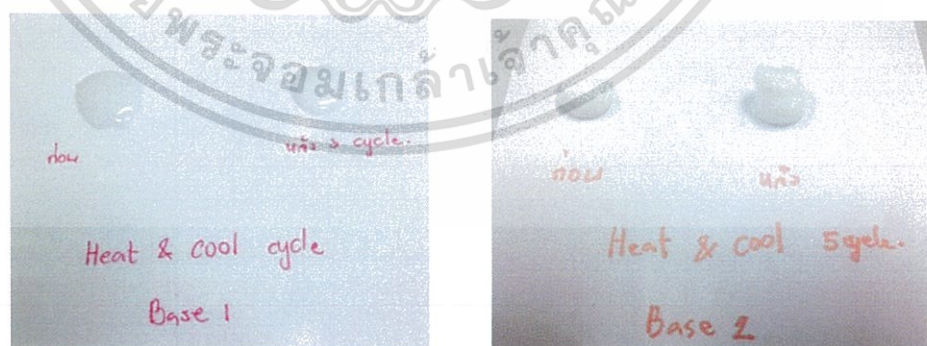 พระจอมเกล้าเจ้าคุณ
ก่อน
หลัง 5 cycle.
Heat & cool cycle
Base 1
ก่อน
หลัง
Heat & cool 5 cycle.
Base 2